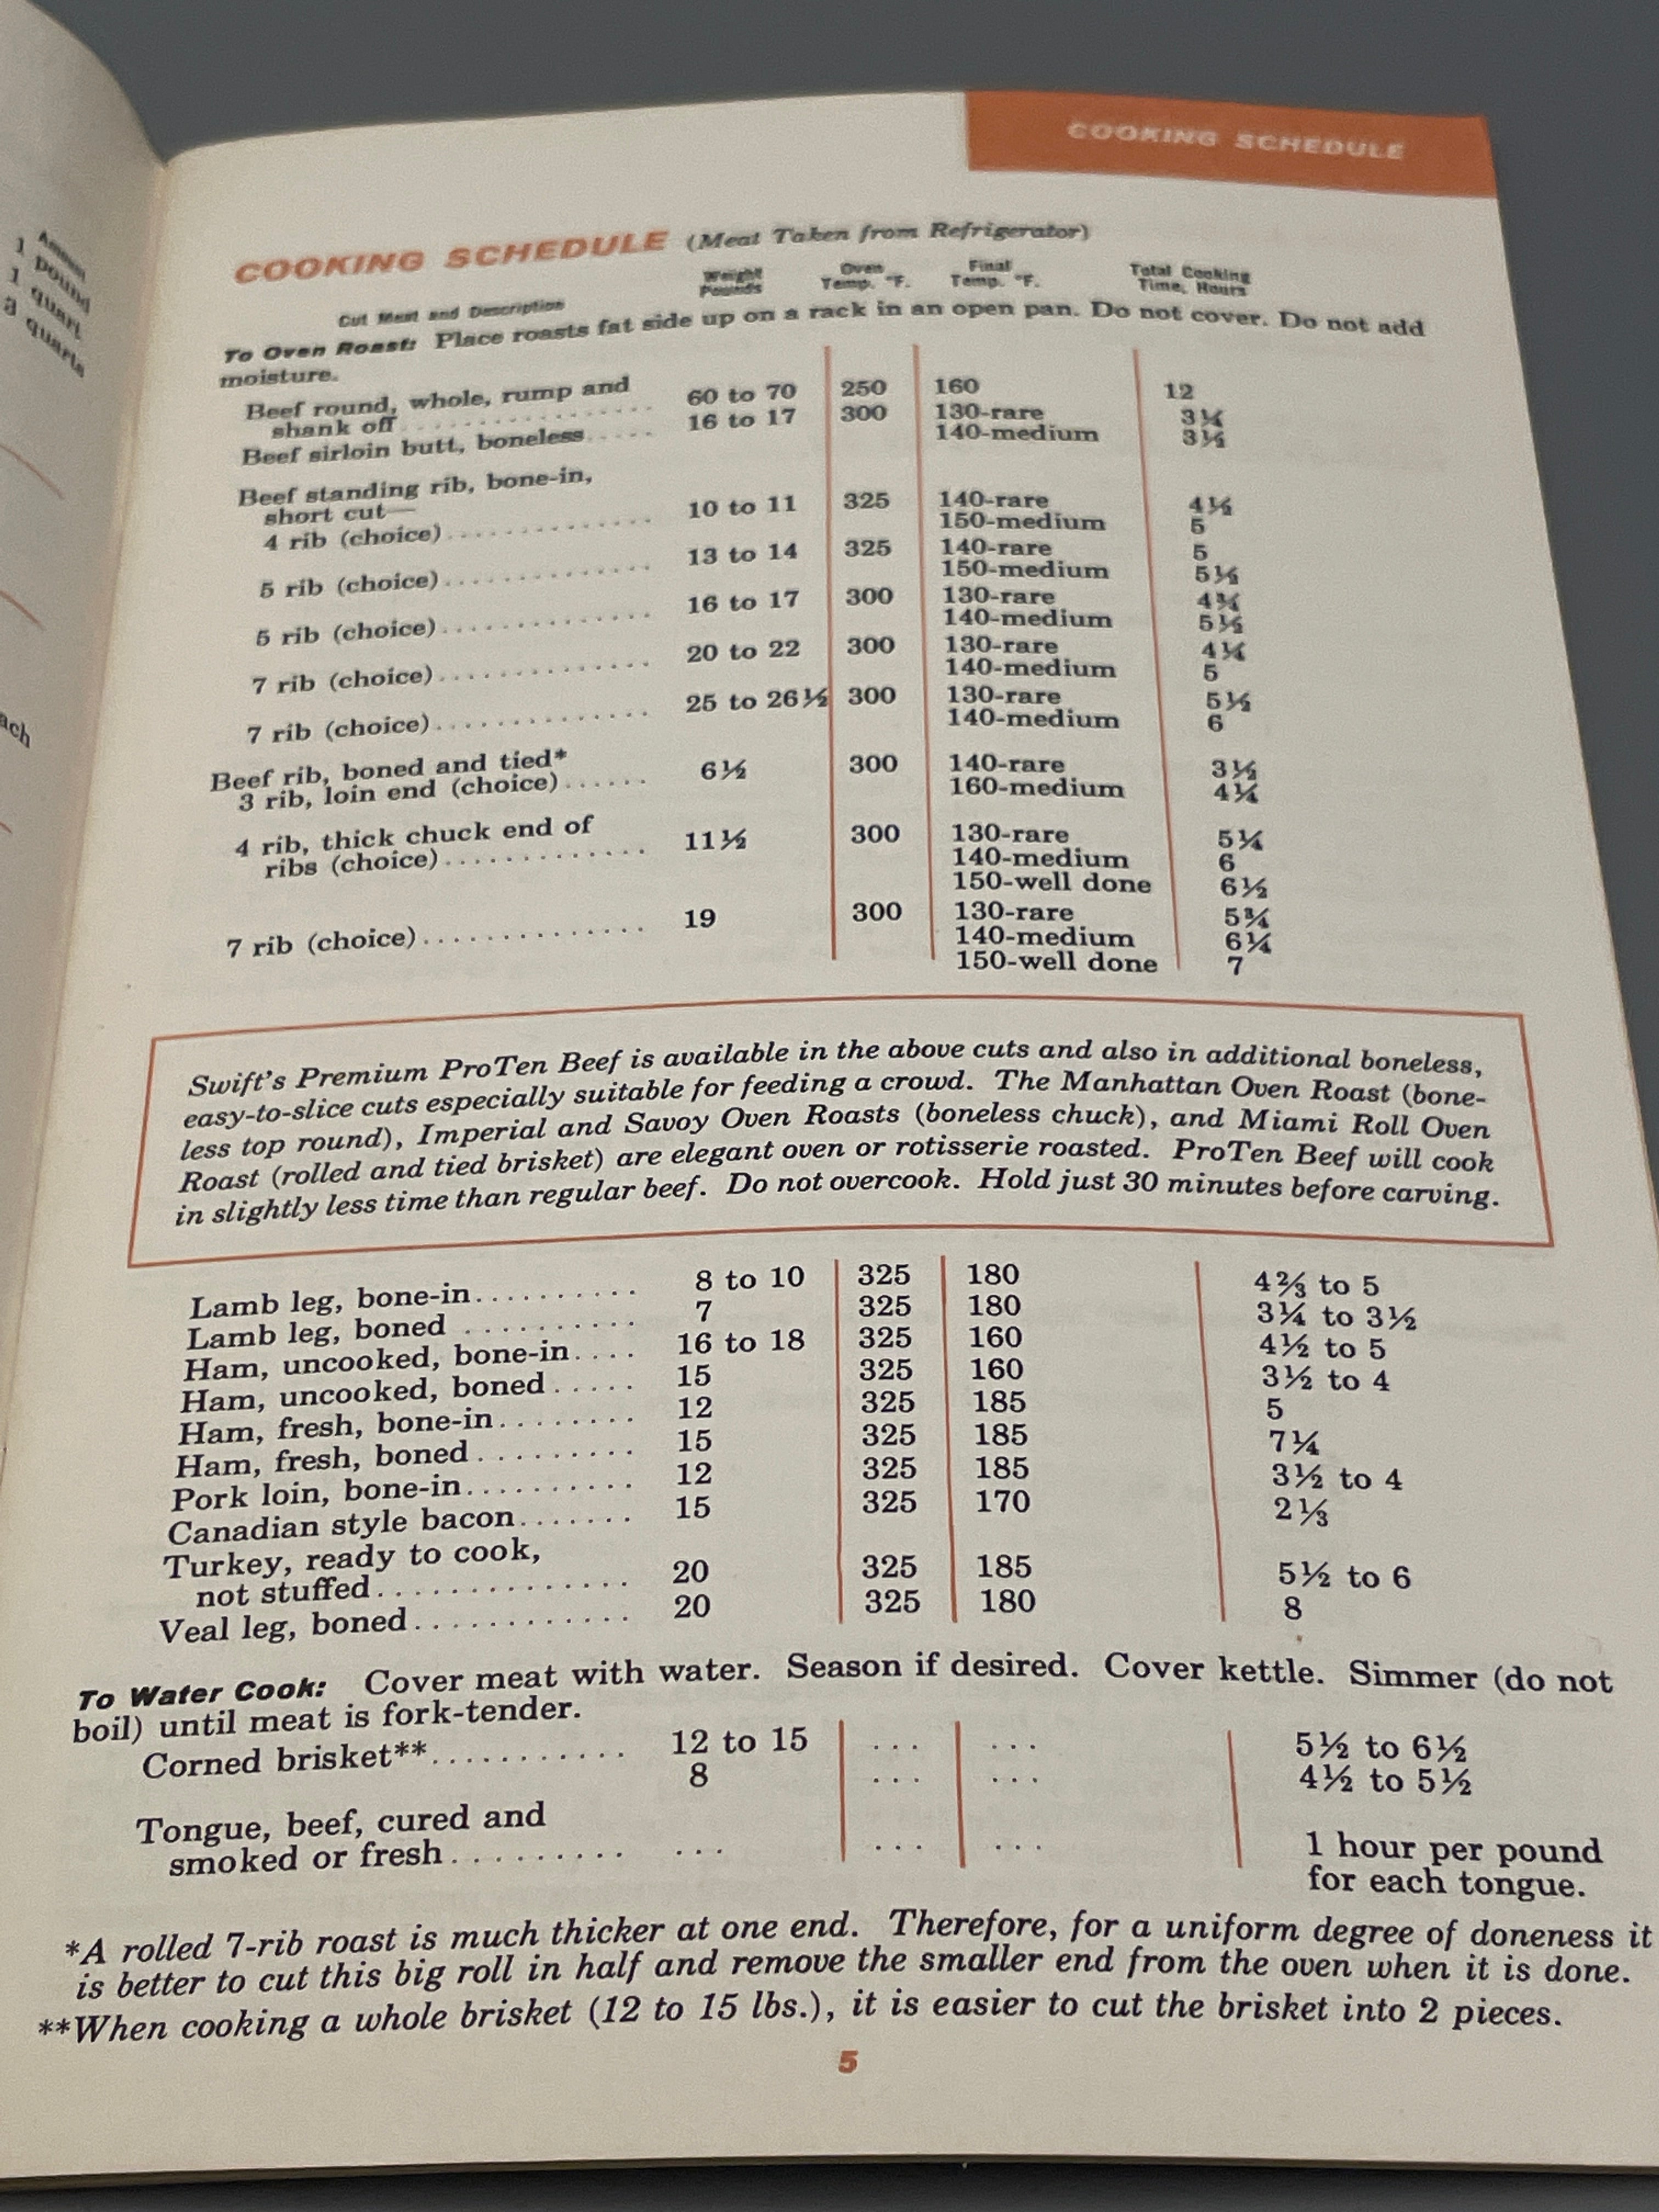 Amount
1 pound
1 quart
3 quarts
ach
COOKING SCHEDULE
COOKING SCHEDULE (Meat Taken from Refrigerator)
Cut Meat and Description Weight Pounds Oven Temp. °F. Final Temp. °F. Total Cooking Time, Hours
To Oven Roast: Place roasts fat side up on a rack in an open pan. Do not cover. Do not add
moisture.
Beef round, whole, rump and
shank off .......... 60 to 70 250 160 12
Beef sirloin butt, boneless ..... 16 to 17 300 130-rare 3¼
140-medium 3½
Beef standing rib, bone-in,
short cut—
4 rib (choice) .......... 10 to 11 325 140-rare 4½
150-medium 5
5 rib (choice) .......... 13 to 14 325 140-rare 5
150-medium 5½
5 rib (choice) .......... 16 to 17 300 130-rare 4¾
140-medium 5½
7 rib (choice) .......... 20 to 22 300 130-rare 4¼
140-medium 5
7 rib (choice) .......... 25 to 26½ 300 130-rare 5½
140-medium 6
Beef rib, boned and tied*
3 rib, loin end (choice) ...... 6½ 300 140-rare 3½
160-medium 4¼
4 rib, thick chuck end of
ribs (choice) .......... 11½ 300 130-rare 5¼
140-medium 6
150-well done 6½
7 rib (choice) .......... 19 300 130-rare 5¾
140-medium 6¼
150-well done 7
Swift's Premium ProTen Beef is available in the above cuts and also in additional boneless,
easy-to-slice cuts especially suitable for feeding a crowd. The Manhattan Oven Roast (bone-
less top round), Imperial and Savoy Oven Roasts (boneless chuck), and Miami Roll Oven
Roast (rolled and tied brisket) are elegant oven or rotisserie roasted. ProTen Beef will cook
in slightly less time than regular beef. Do not overcook. Hold just 30 minutes before carving.
Lamb leg, bone-in .......... 8 to 10 325 180 4⅔ to 5
Lamb leg, boned .......... 7 325 180 3¼ to 3½
Ham, uncooked, bone-in .... 16 to 18 325 160 4½ to 5
Ham, uncooked, boned ..... 15 325 160 3½ to 4
Ham, fresh, bone-in ........ 12 325 185 5
Ham, fresh, boned ......... 15 325 185 7¼
Pork loin, bone-in .......... 12 325 185 3½ to 4
Canadian style bacon ....... 15 325 170 2⅓
Turkey, ready to cook,
not stuffed .............. 20 325 185 5½ to 6
Veal leg, boned ............ 20 325 180 8
To Water Cook: Cover meat with water. Season if desired. Cover kettle. Simmer (do not
boil) until meat is fork-tender.
Corned brisket** ........... 12 to 15 ... ... 5½ to 6½
8 ... ... 4½ to 5½
Tongue, beef, cured and
smoked or fresh ......... ... ... ... 1 hour per pound
for each tongue.
*A rolled 7-rib roast is much thicker at one end. Therefore, for a uniform degree of doneness it
is better to cut this big roll in half and remove the smaller end from the oven when it is done.
**When cooking a whole brisket (12 to 15 lbs.), it is easier to cut the brisket into 2 pieces.
5